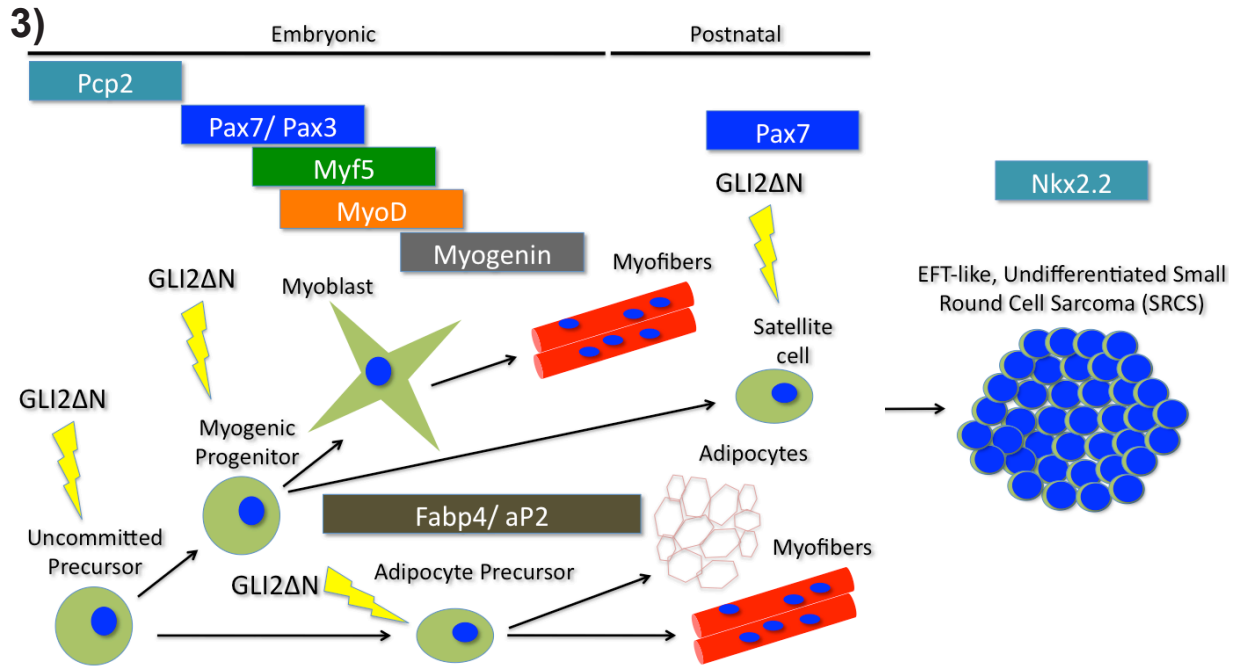 3)
Embryonic
Postnatal
Pcp2
Pax7/ Pax3
Pax7
Myf5
Nkx2.2
GLI2ΔN
MyoD
Myogenin
GLI2ΔN
Myoblast
Myofibers
EFT-like, Undifferentiated Small
Round Cell Sarcoma (SRCS)
Satellite
cell
GLI2ΔN
Myogenic
Progenitor
Adipocytes
Fabp4/ aP2
Uncommitted
Precursor
Myofibers
GLI2ΔN
Adipocyte Precursor